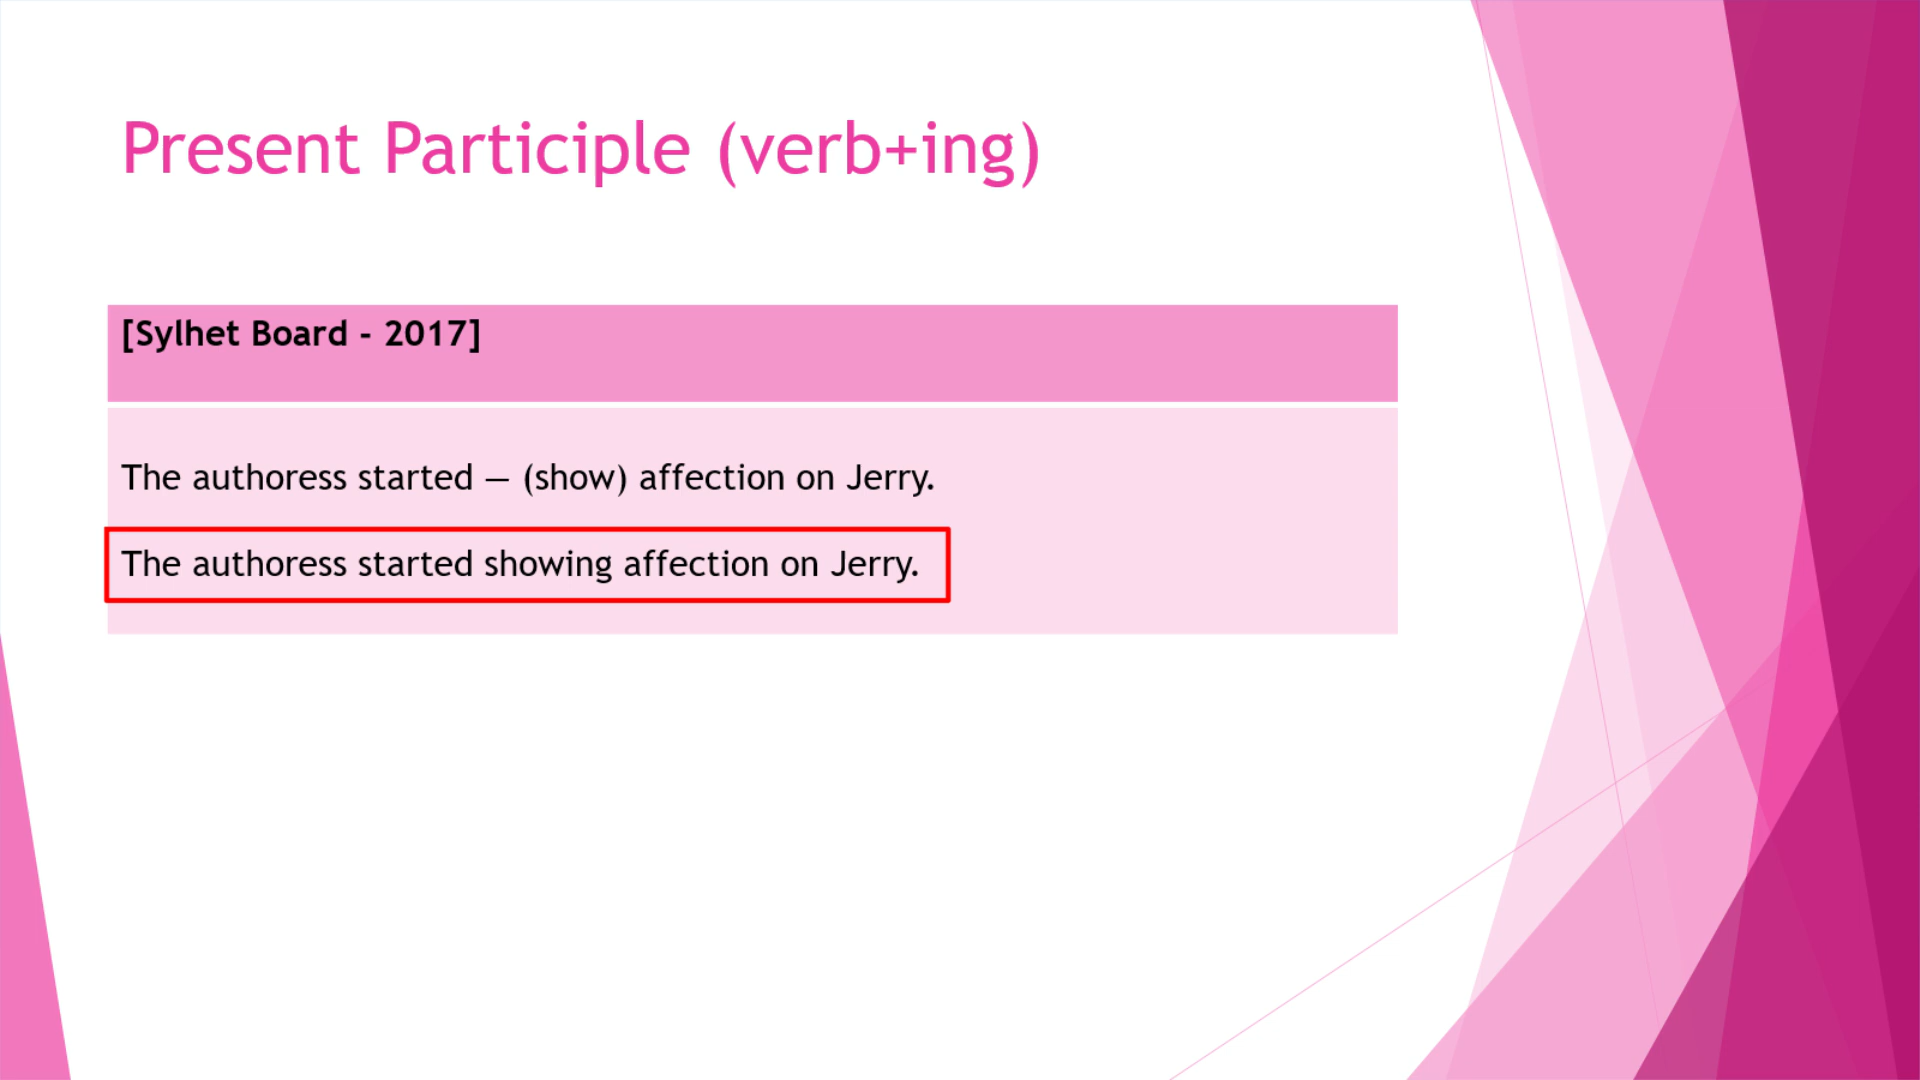 Present Participle (verb+ing)
[Sylhet Board - 2017]
The authoress started — (show) affection on Jerry.
The authoress started showing affection on Jerry.